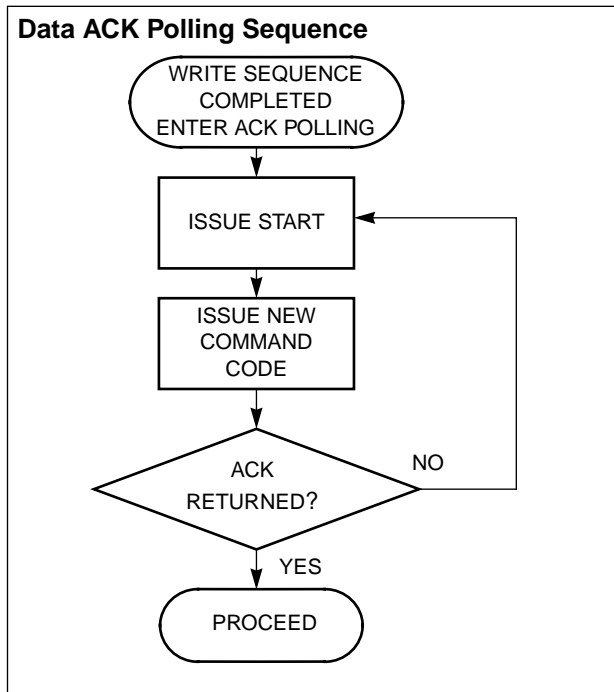 Data ACK Polling Sequence
WRITE SEQUENCE
COMPLETED
ENTER ACK POLLING
ISSUE START
ISSUE NEW
COMMAND
CODE
ACK
RETURNED?
NO
YES
PROCEED